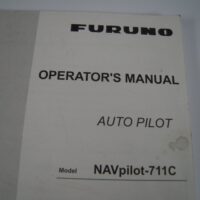 FURUNO
OPERATOR'S MANUAL
AUTO PILOT
Model NAVpilot-711C